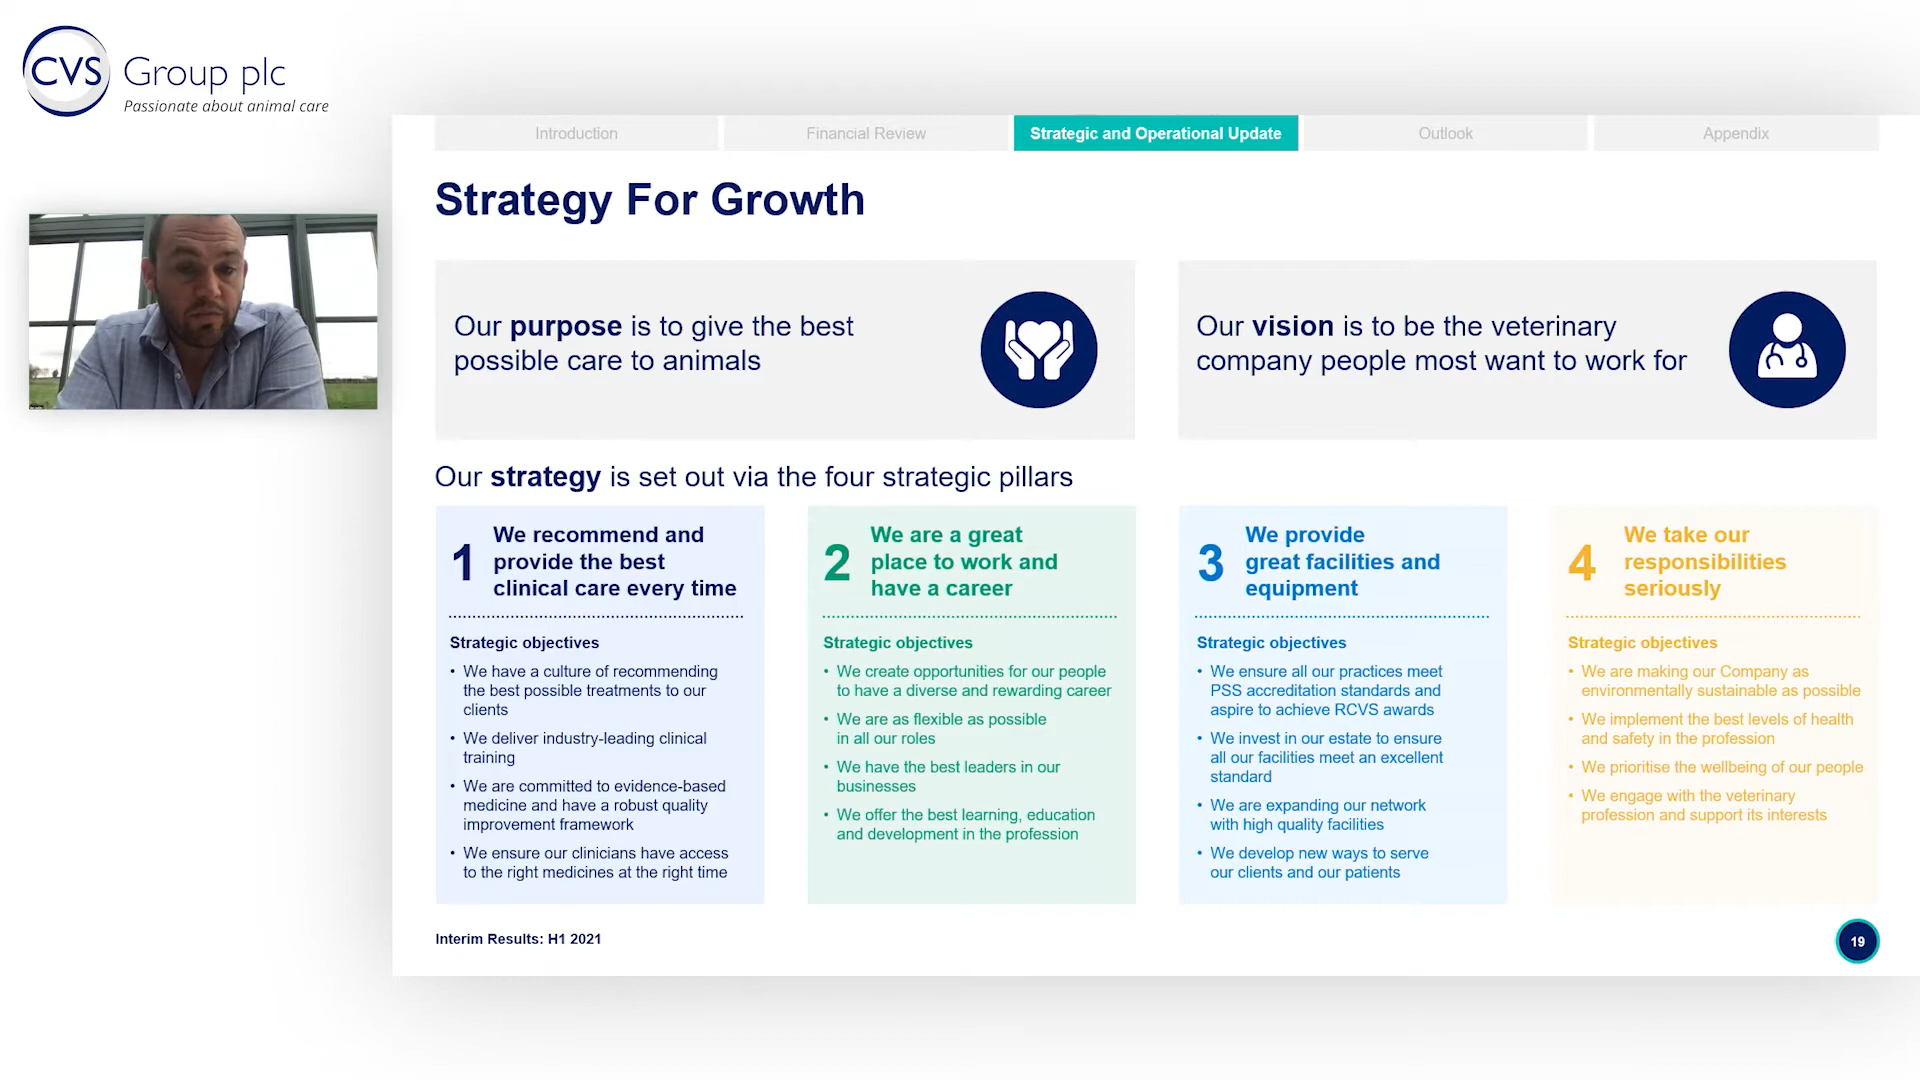 CVS Group plc
Passionate about animal care
Introduction
Financial Review
Strategic and Operational Update
Outlook
Appendix
Strategy For Growth
Our purpose is to give the best
possible care to animals
Our vision is to be the veterinary
company people most want to work for
Our strategy is set out via the four strategic pillars
1
We recommend and
provide the best
clinical care every time
Strategic objectives
• We have a culture of recommending
the best possible treatments to our
clients
• We deliver industry-leading clinical
training
• We are committed to evidence-based
medicine and have a robust quality
improvement framework
• We ensure our clinicians have access
to the right medicines at the right time
2
We are a great
place to work and
have a career
Strategic objectives
• We create opportunities for our people
to have a diverse and rewarding career
• We are as flexible as possible
in all our roles
• We have the best leaders in our
businesses
• We offer the best learning, education
and development in the profession
3
We provide
great facilities and
equipment
Strategic objectives
• We ensure all our practices meet
PSS accreditation standards and
aspire to achieve RCVS awards
• We invest in our estate to ensure
all our facilities meet an excellent
standard
• We are expanding our network
with high quality facilities
• We develop new ways to serve
our clients and our patients
4
We take our
responsibilities
seriously
Strategic objectives
• We are making our Company as
environmentally sustainable as possible
• We implement the best levels of health
and safety in the profession
• We prioritise the wellbeing of our people
• We engage with the veterinary
profession and support its interests
Interim Results: H1 2021
19